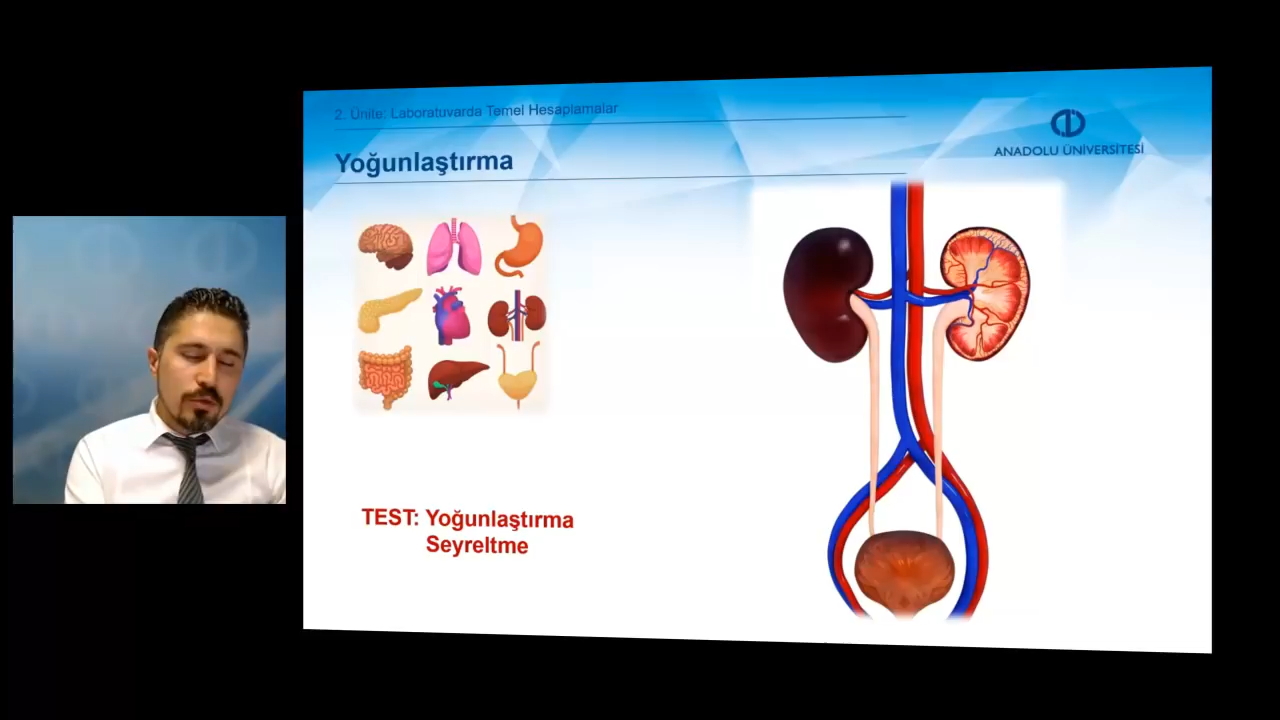 2. Ünite: Laboratuvarda Temel Hesaplamalar
ANADOLU ÜNİVERSİTESİ
Yoğunlaştırma
TEST: Yoğunlaştırma
Seyreltme